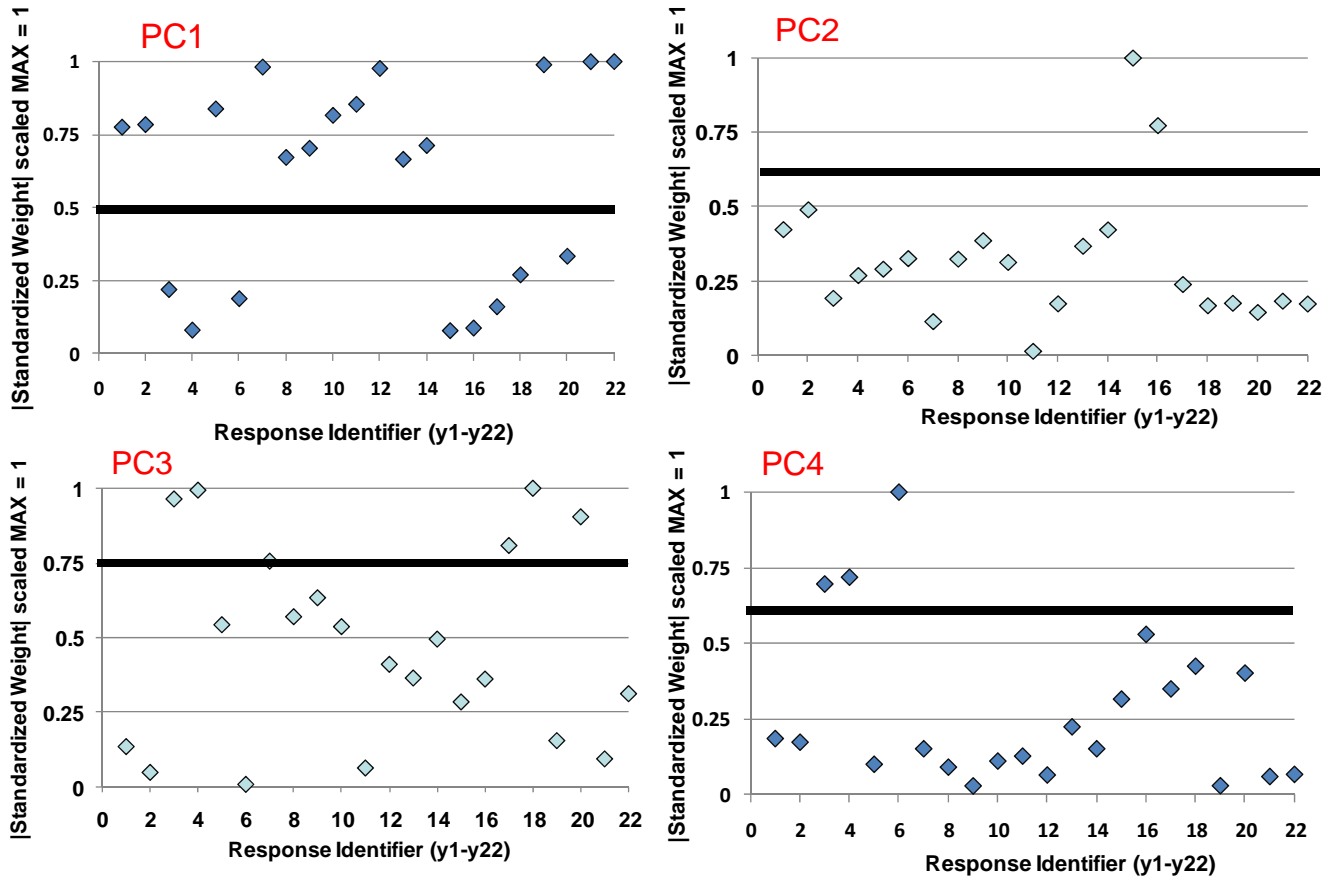 PC1
|Standardized Weight| scaled MAX = 1
1
0.75
0.5
0.25
0
0 2 4 6 8 10 12 14 16 18 20 22
Response Identifier (y1-y22)
PC2
|Standardized Weight| scaled MAX = 1
1
0.75
0.5
0.25
0
0 2 4 6 8 10 12 14 16 18 20 22
Response Identifier (y1-y22)
PC3
|Standardized Weight| scaled MAX = 1
1
0.75
0.5
0.25
0
0 2 4 6 8 10 12 14 16 18 20 22
Response Identifier (y1-y22)
PC4
|Standardized Weight| scaled MAX = 1
1
0.75
0.5
0.25
0
0 2 4 6 8 10 12 14 16 18 20 22
Response Identifier (y1-y22)